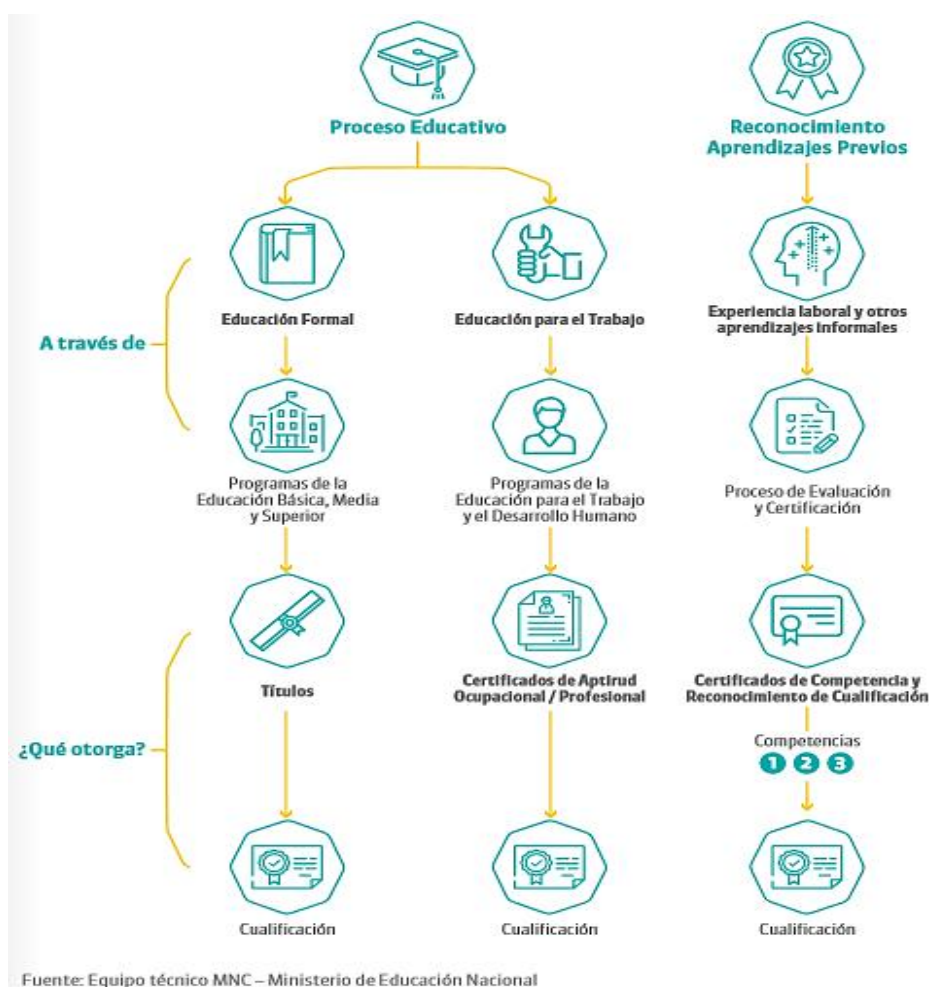 Proceso Educativo
Reconocimiento
Aprendizajes Previos
A través de
Educación Formal
Educación para el Trabajo
Experiencia laboral y otros
aprendizajes informales
Programas de la
Educación Básica, Media
y Superior
Programas de la
Educación para el Trabajo
y el Desarrollo Humano
Proceso de Evaluación
y Certificación
¿Qué otorga?
Títulos
Certificados de Aptirud
Ocupacional / Profesional
Certificados de Competencia y
Reconocimiento de Cualificación
Competencias
1 2 3
Cualificación
Cualificación
Cualificación
Fuente: Equipo técnico MNC – Ministerio de Educación Nacional